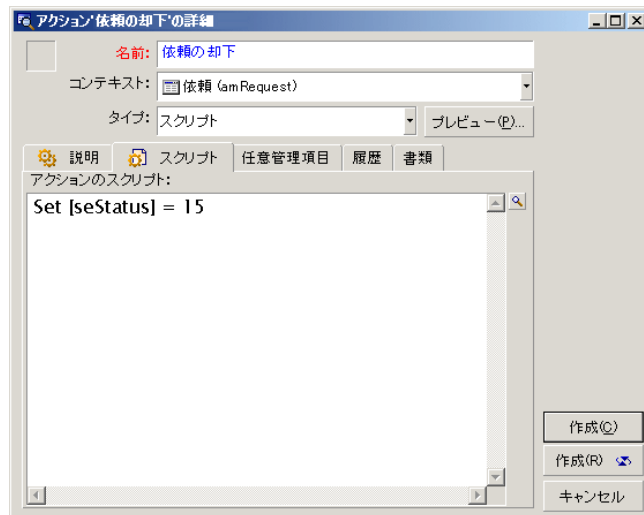 アクション'依頼の却下'の詳細
名前: 依頼の却下
コンテキスト: 依頼 (amRequest)
タイプ: スクリプト プレビュー(P)...
説明 スクリプト 任意管理項目 履歴 書類
アクションのスクリプト:
Set [seStatus] = 15
作成(C)
作成(R)
キャンセル